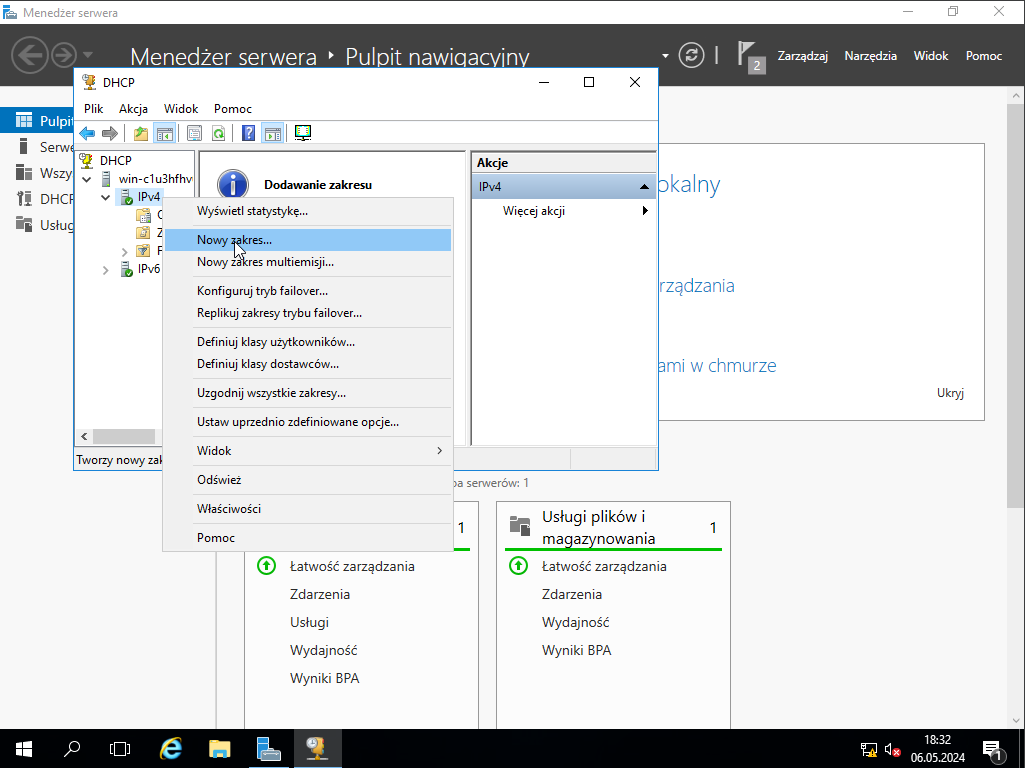 Menedżer serwera
Menedżer serwera ‣ Pulpit nawigacyjny
2
Zarządzaj Narzędzia Widok Pomoc
DHCP
Plik Akcja Widok Pomoc
Pulpit
Serwe
Wszy
DHCP
Usług
DHCP
win-c1u3hfhv
IPv4
IPv6
Dodawanie zakresu
Akcje
IPv4
Więcej akcji
Tworzy nowy zak
Wyświetl statystykę...
Nowy zakres...
Nowy zakres multiemisji...
Konfiguruj tryb failover...
Replikuj zakresy trybu failover...
Definiuj klasy użytkowników...
Definiuj klasy dostawców...
Uzgodnij wszystkie zakresy...
Ustaw uprzednio zdefiniowane opcje...
Widok
Odśwież
Właściwości
Pomoc
okalny
rządzania
ami w chmurze
Ukryj
pa serwerów: 1
1
Łatwość zarządzania
Zdarzenia
Usługi
Wydajność
Wyniki BPA
Usługi plików i
magazynowania
1
Łatwość zarządzania
Zdarzenia
Wydajność
Wyniki BPA
18:32
06.05.2024
1